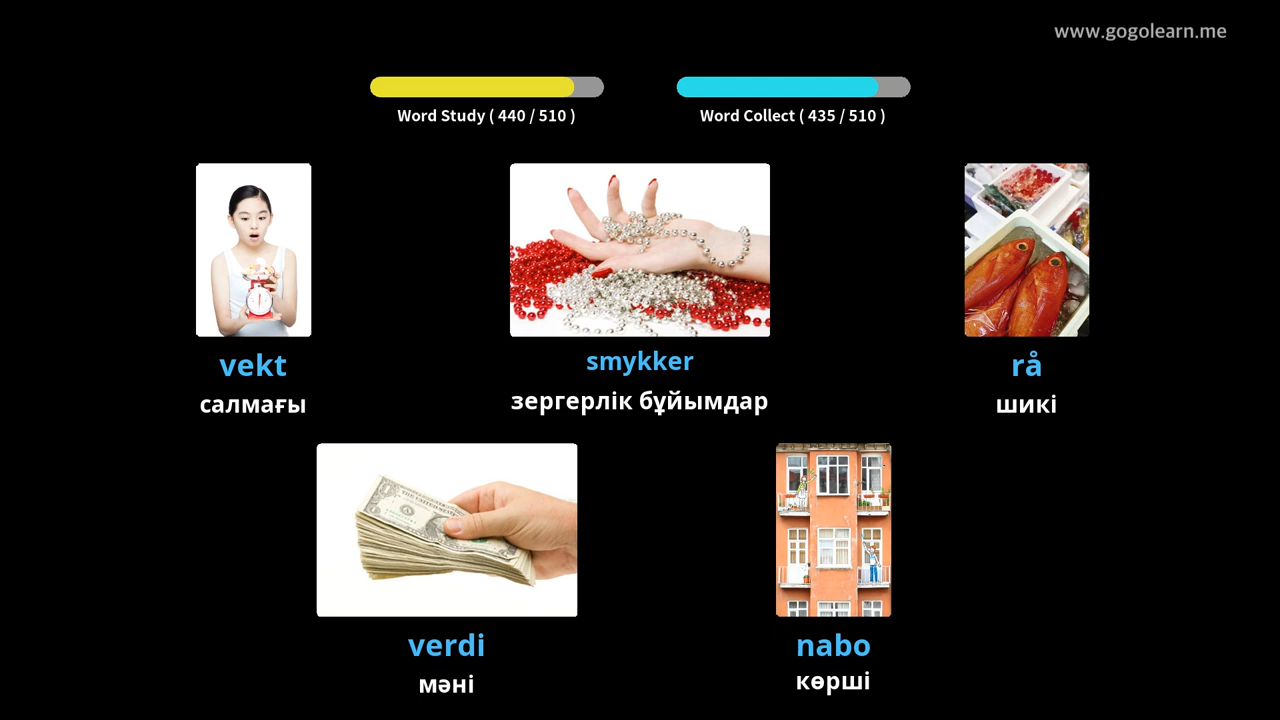 www.gogolearn.me
Word Study ( 440 / 510 )
Word Collect ( 435 / 510 )
vekt
салмағы
smykker
зергерлік бұйымдар
rå
шикі
verdi
мәні
nabo
көрші